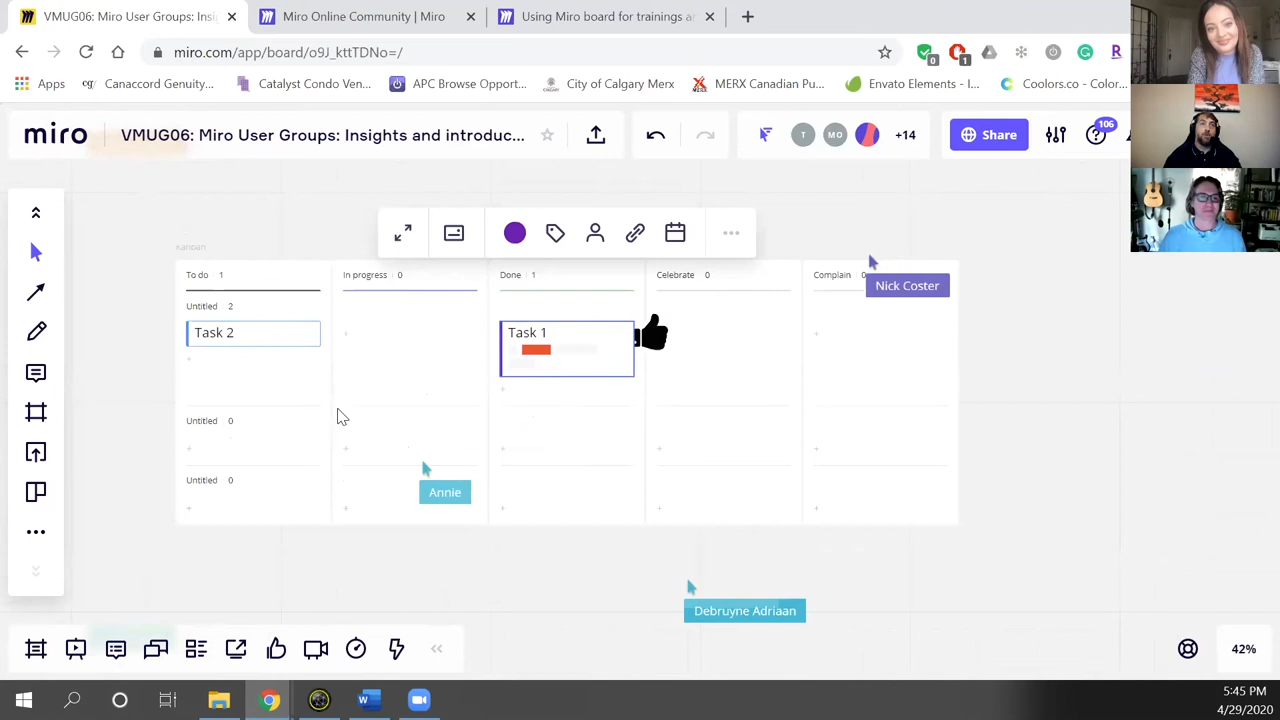 VMUG06: Miro User Groups: Insi
Miro Online Community | Miro
Using Miro board for trainings a
miro.com/app/board/o9J_kttTDNo=/
0
1
Apps
Canaccord Genuity'...
Catalyst Condo Ven...
APC Browse Opport...
City of Calgary Merx
MERX Canadian Pu...
Envato Elements - I...
Coolors.co - Color...
miro
VMUG06: Miro User Groups: Insights and introduc...
T
MO
+14
Share
106
kanban
To do 1
In progress 0
Done 1
Celebrate 0
Complain 0
Nick Coster
Untitled 2
Task 2
Task 1
Untitled 0
Untitled 0
Annie
Debruyne Adriaan
42%
5:45 PM
4/29/2020